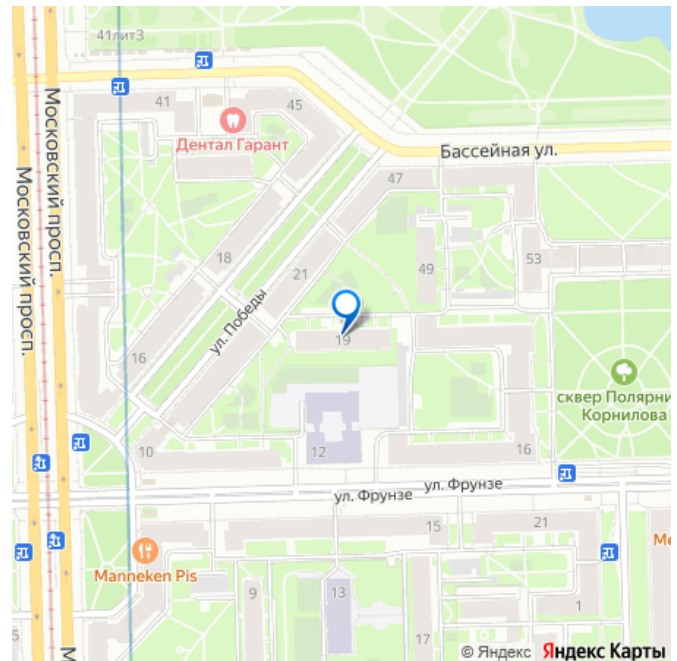 41литЗ
41
45
Дентал Гарант
Бассейная ул.
Московский просп.
Московский просп.
47
18
21
49
53
ул. Победы
19
16
сквер Полярни
Корнилова
10
12
16
ул. Фрунзе
ул. Фрунзе
15
21
Manneken Pis
Ме
9
13
1
17
М
© Яндекс Яндекс Карты